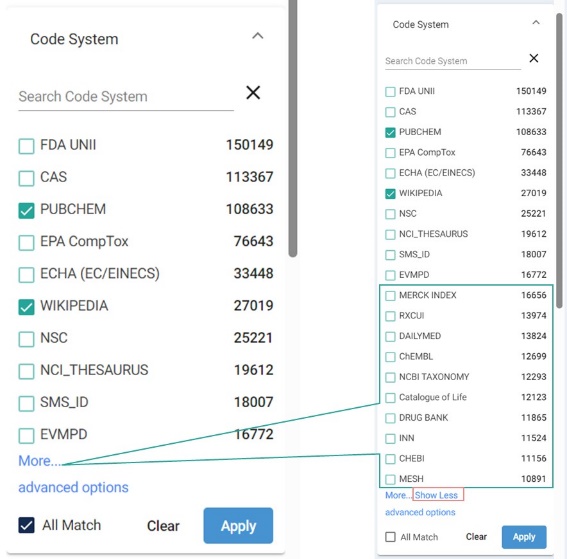 Code System
Search Code System
FDA UNII 150149
CAS 113367
PUBCHEM 108633
EPA CompTox 76643
ECHA (EC/EINECS) 33448
WIKIPEDIA 27019
NSC 25221
NCI_THESAURUS 19612
SMS_ID 18007
EVMPD 16772
More...
advanced options
All Match Clear Apply
Code System
Search Code System
FDA UNII 150149
CAS 113367
PUBCHEM 108633
EPA CompTox 76643
ECHA (EC/EINECS) 33448
WIKIPEDIA 27019
NSC 25221
NCI_THESAURUS 19612
SMS_ID 18007
EVMPD 16772
MERCK INDEX 16656
RXCUI 13974
DAILYMED 13824
ChEMBL 12699
NCBI TAXONOMY 12293
Catalogue of Life 12123
DRUG BANK 11865
INN 11524
CHEBI 11156
MESH 10891
More... Show Less
advanced options
All Match Clear Apply